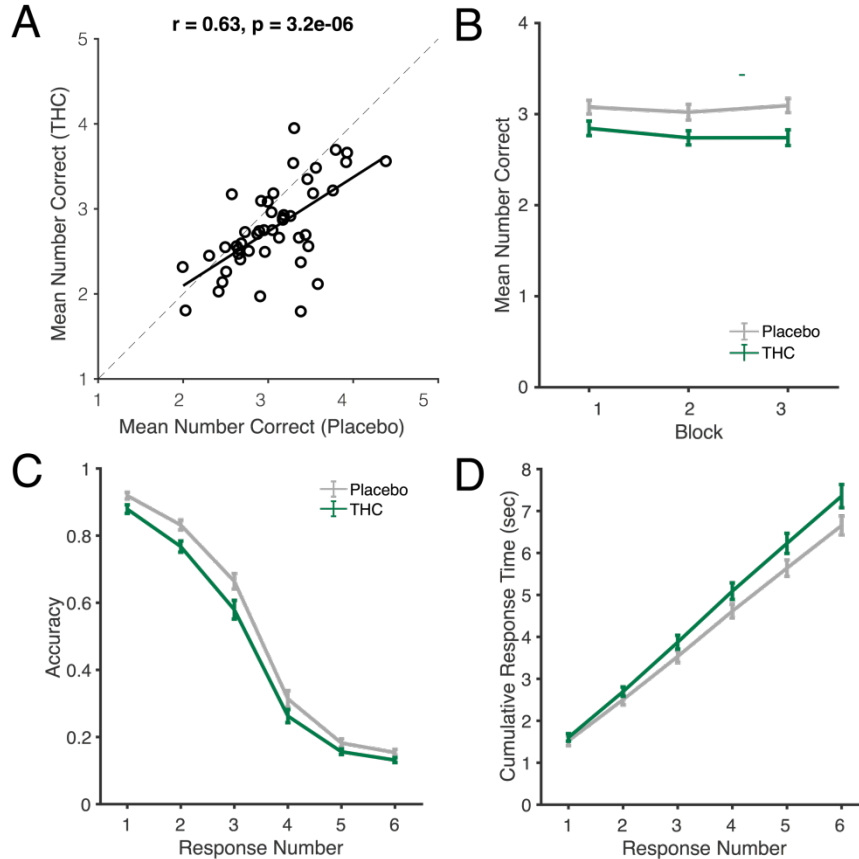 A
r = 0.63, p = 3.2e-06
5
4
3
2
1
Mean Number Correct (THC)
1 2 3 4 5
Mean Number Correct (Placebo)
B
4
3
2
1
0
Mean Number Correct
Placebo
THC
1 2 3
Block
C
1
0.8
0.6
0.4
0.2
0
Accuracy
Placebo
THC
1 2 3 4 5 6
Response Number
D
8
7
6
5
4
3
2
1
0
Cumulative Response Time (sec)
1 2 3 4 5 6
Response Number